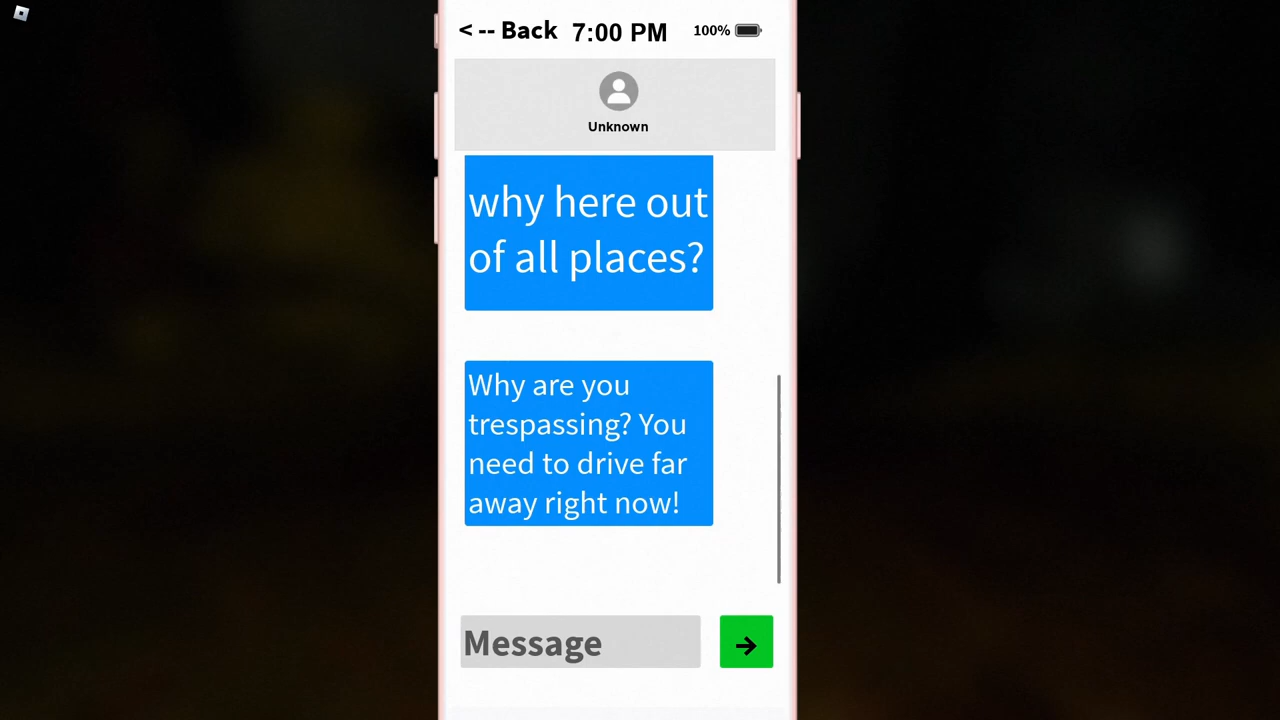 < -- Back 7:00 PM 100%
Unknown
why here out
of all places?
Why are you
trespassing? You
need to drive far
away right now!
Message